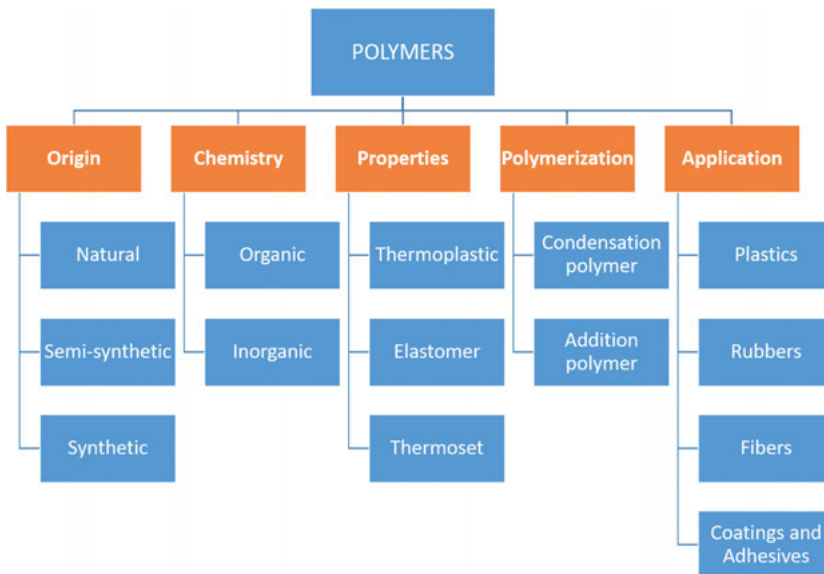 POLYMERS
Origin
Chemistry
Properties
Polymerization
Application
Natural
Organic
Thermoplastic
Condensation
polymer
Plastics
Semi-synthetic
Inorganic
Elastomer
Addition
polymer
Rubbers
Synthetic
Thermoset
Fibers
Coatings and
Adhesives